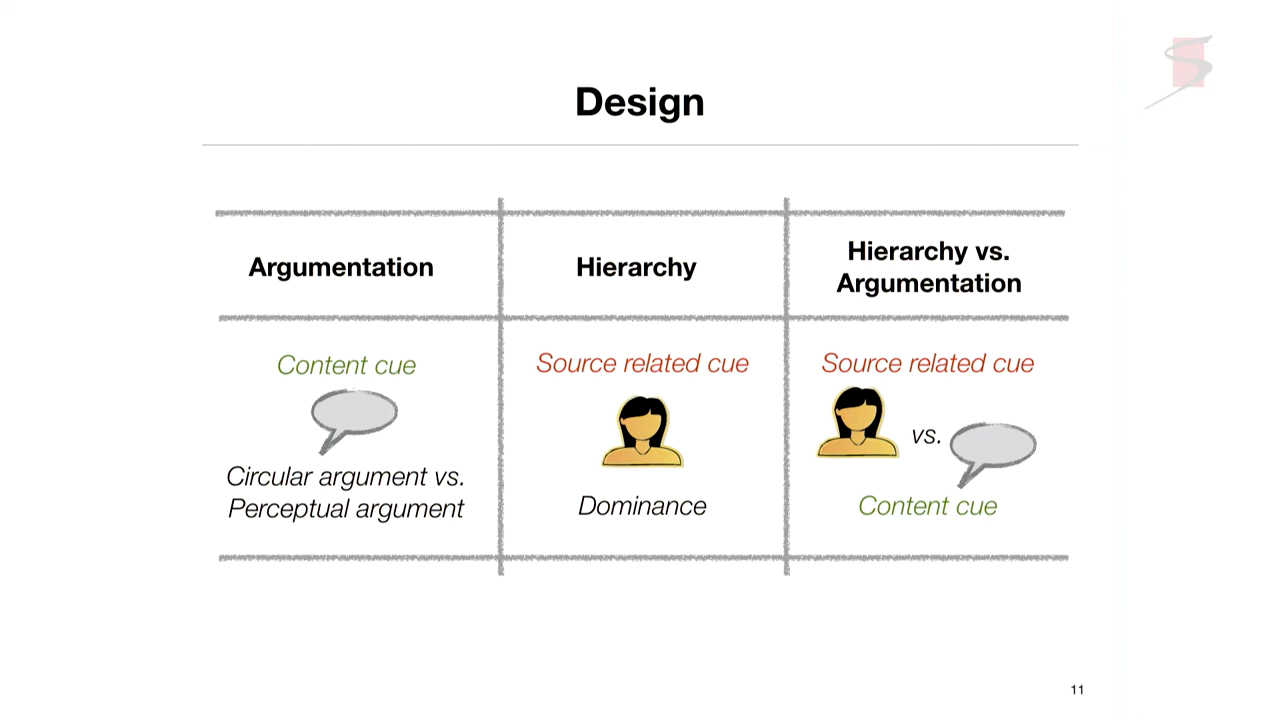 Design
Argumentation
Hierarchy
Hierarchy vs.
Argumentation
Content cue
Circular argument vs.
Perceptual argument
Source related cue
Dominance
Source related cue
vs.
Content cue
11